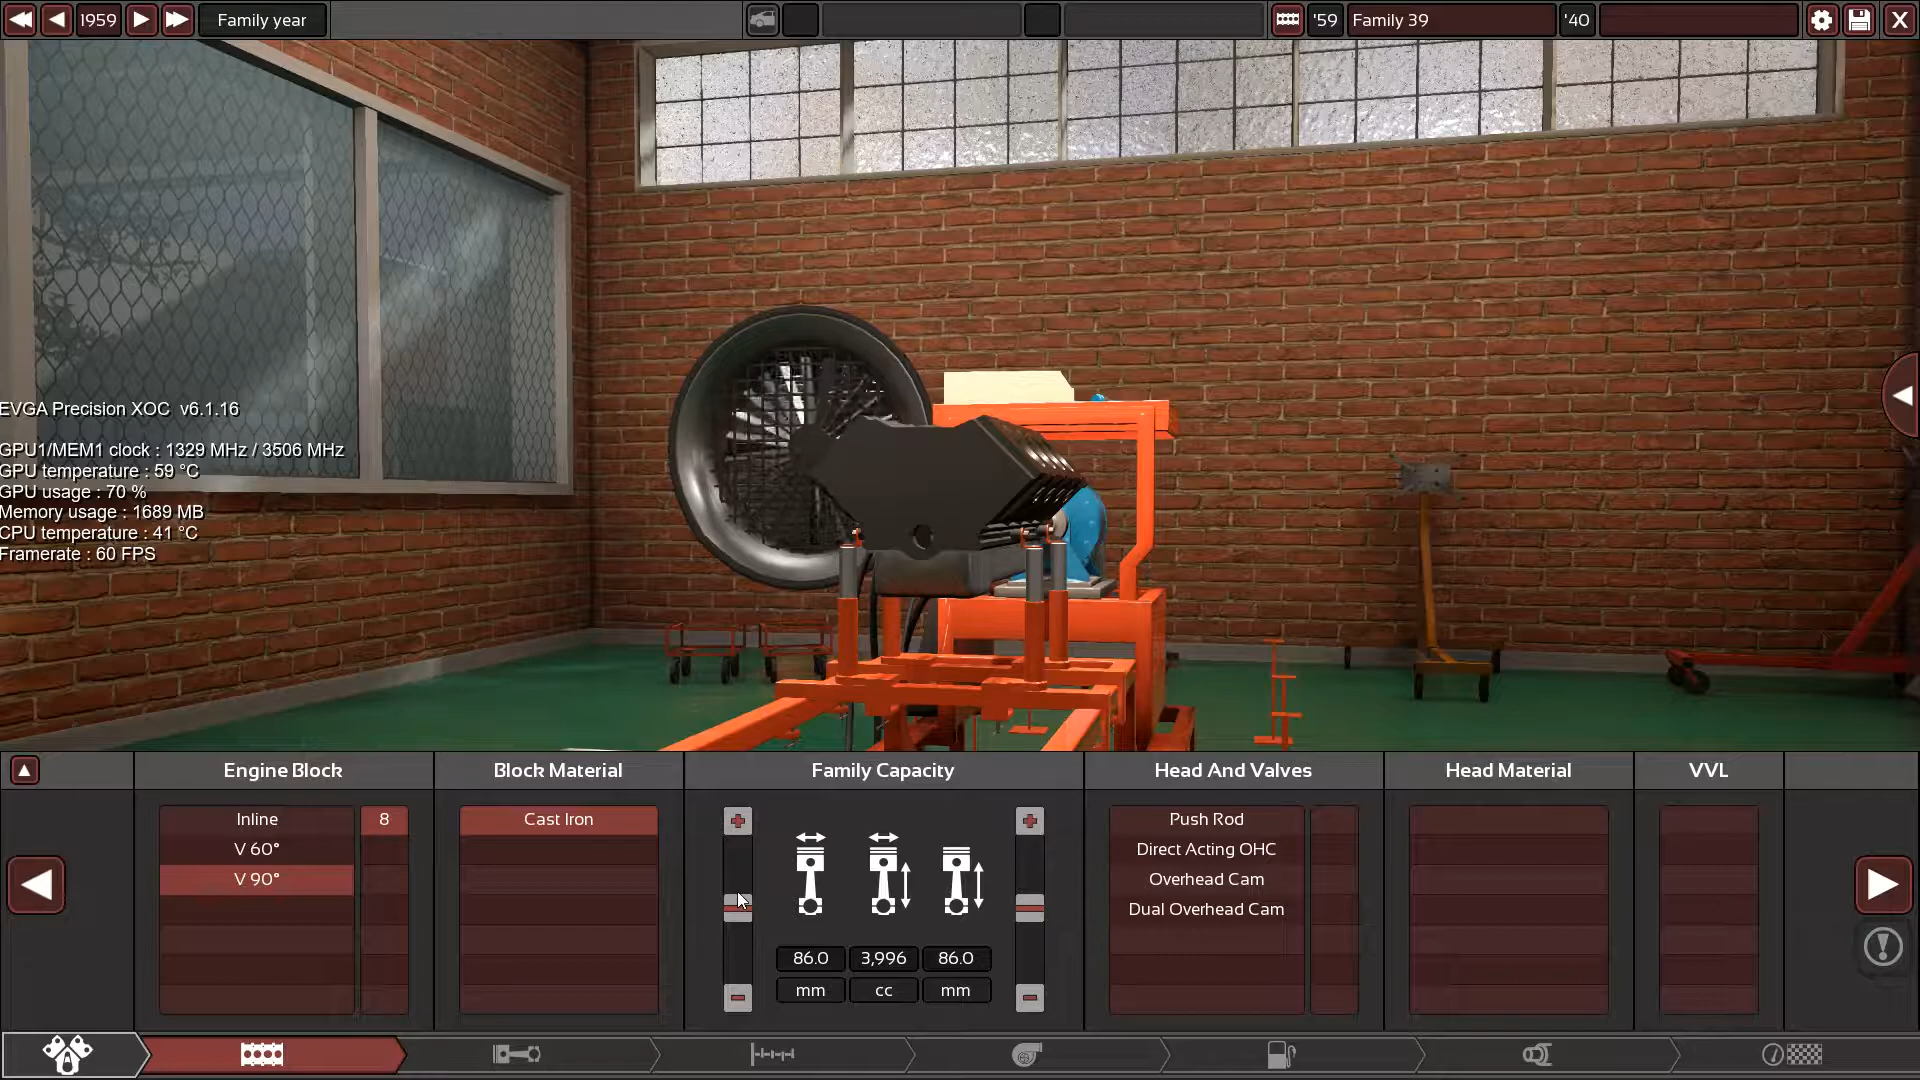 1959 Family year '59 Family 39 '40
EVGA Precision XOC v6.1.16
GPU1/MEM1 clock : 1329 MHz / 3506 MHz
GPU temperature : 59 °C
GPU usage : 70 %
Memory usage : 1689 MB
CPU temperature : 41 °C
Framerate : 60 FPS
Engine Block Block Material Family Capacity Head And Valves Head Material VVL
Inline 8 Cast Iron Push Rod
V 60° Direct Acting OHC
V 90° Overhead Cam
Dual Overhead Cam
86.0 3,996 86.0
mm cc mm